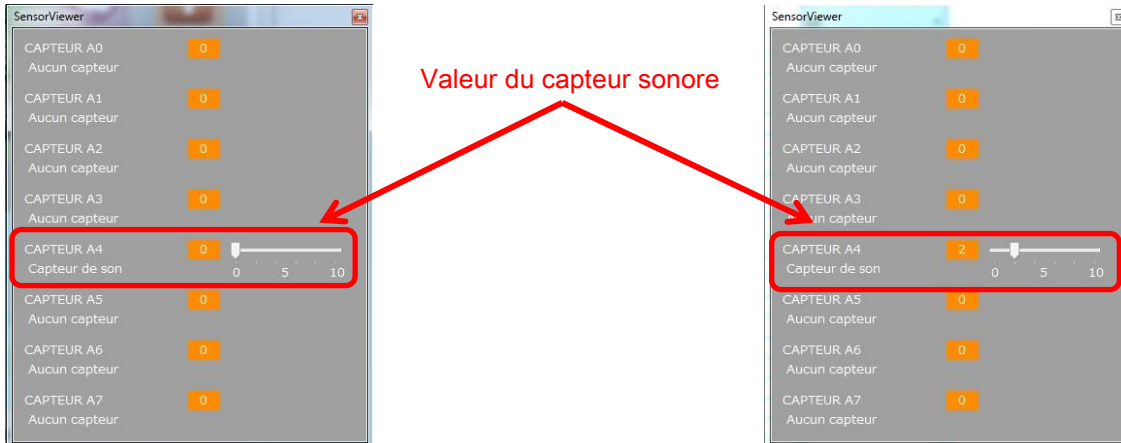 SensorViewer
CAPTEUR A0 0
Aucun capteur
CAPTEUR A1 0
Aucun capteur
CAPTEUR A2 0
Aucun capteur
CAPTEUR A3 0
Aucun capteur
CAPTEUR A4 0
Capteur de son 0 5 10
CAPTEUR A5 0
Aucun capteur
CAPTEUR A6 0
Aucun capteur
CAPTEUR A7 0
Aucun capteur
Valeur du capteur sonore
SensorViewer
CAPTEUR A0 0
Aucun capteur
CAPTEUR A1 0
Aucun capteur
CAPTEUR A2 0
Aucun capteur
CAPTEUR A3 0
Aucun capteur
CAPTEUR A4 2
Capteur de son 0 5 10
CAPTEUR A5 0
Aucun capteur
CAPTEUR A6 0
Aucun capteur
CAPTEUR A7 0
Aucun capteur